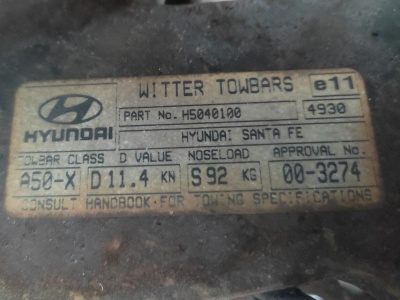 WITTER TOWBARS e11
PART No. HS040100 4930
HYUNDAI
HYUNDAI SANTA FE
TOWBAR CLASS D VALUE NOSELOAD APPROVAL No.
A50-X D 11.4 KN S 92 KG 00-3274
CONSULT HANDBOOK FOR TOWING SPECIFICATIONS